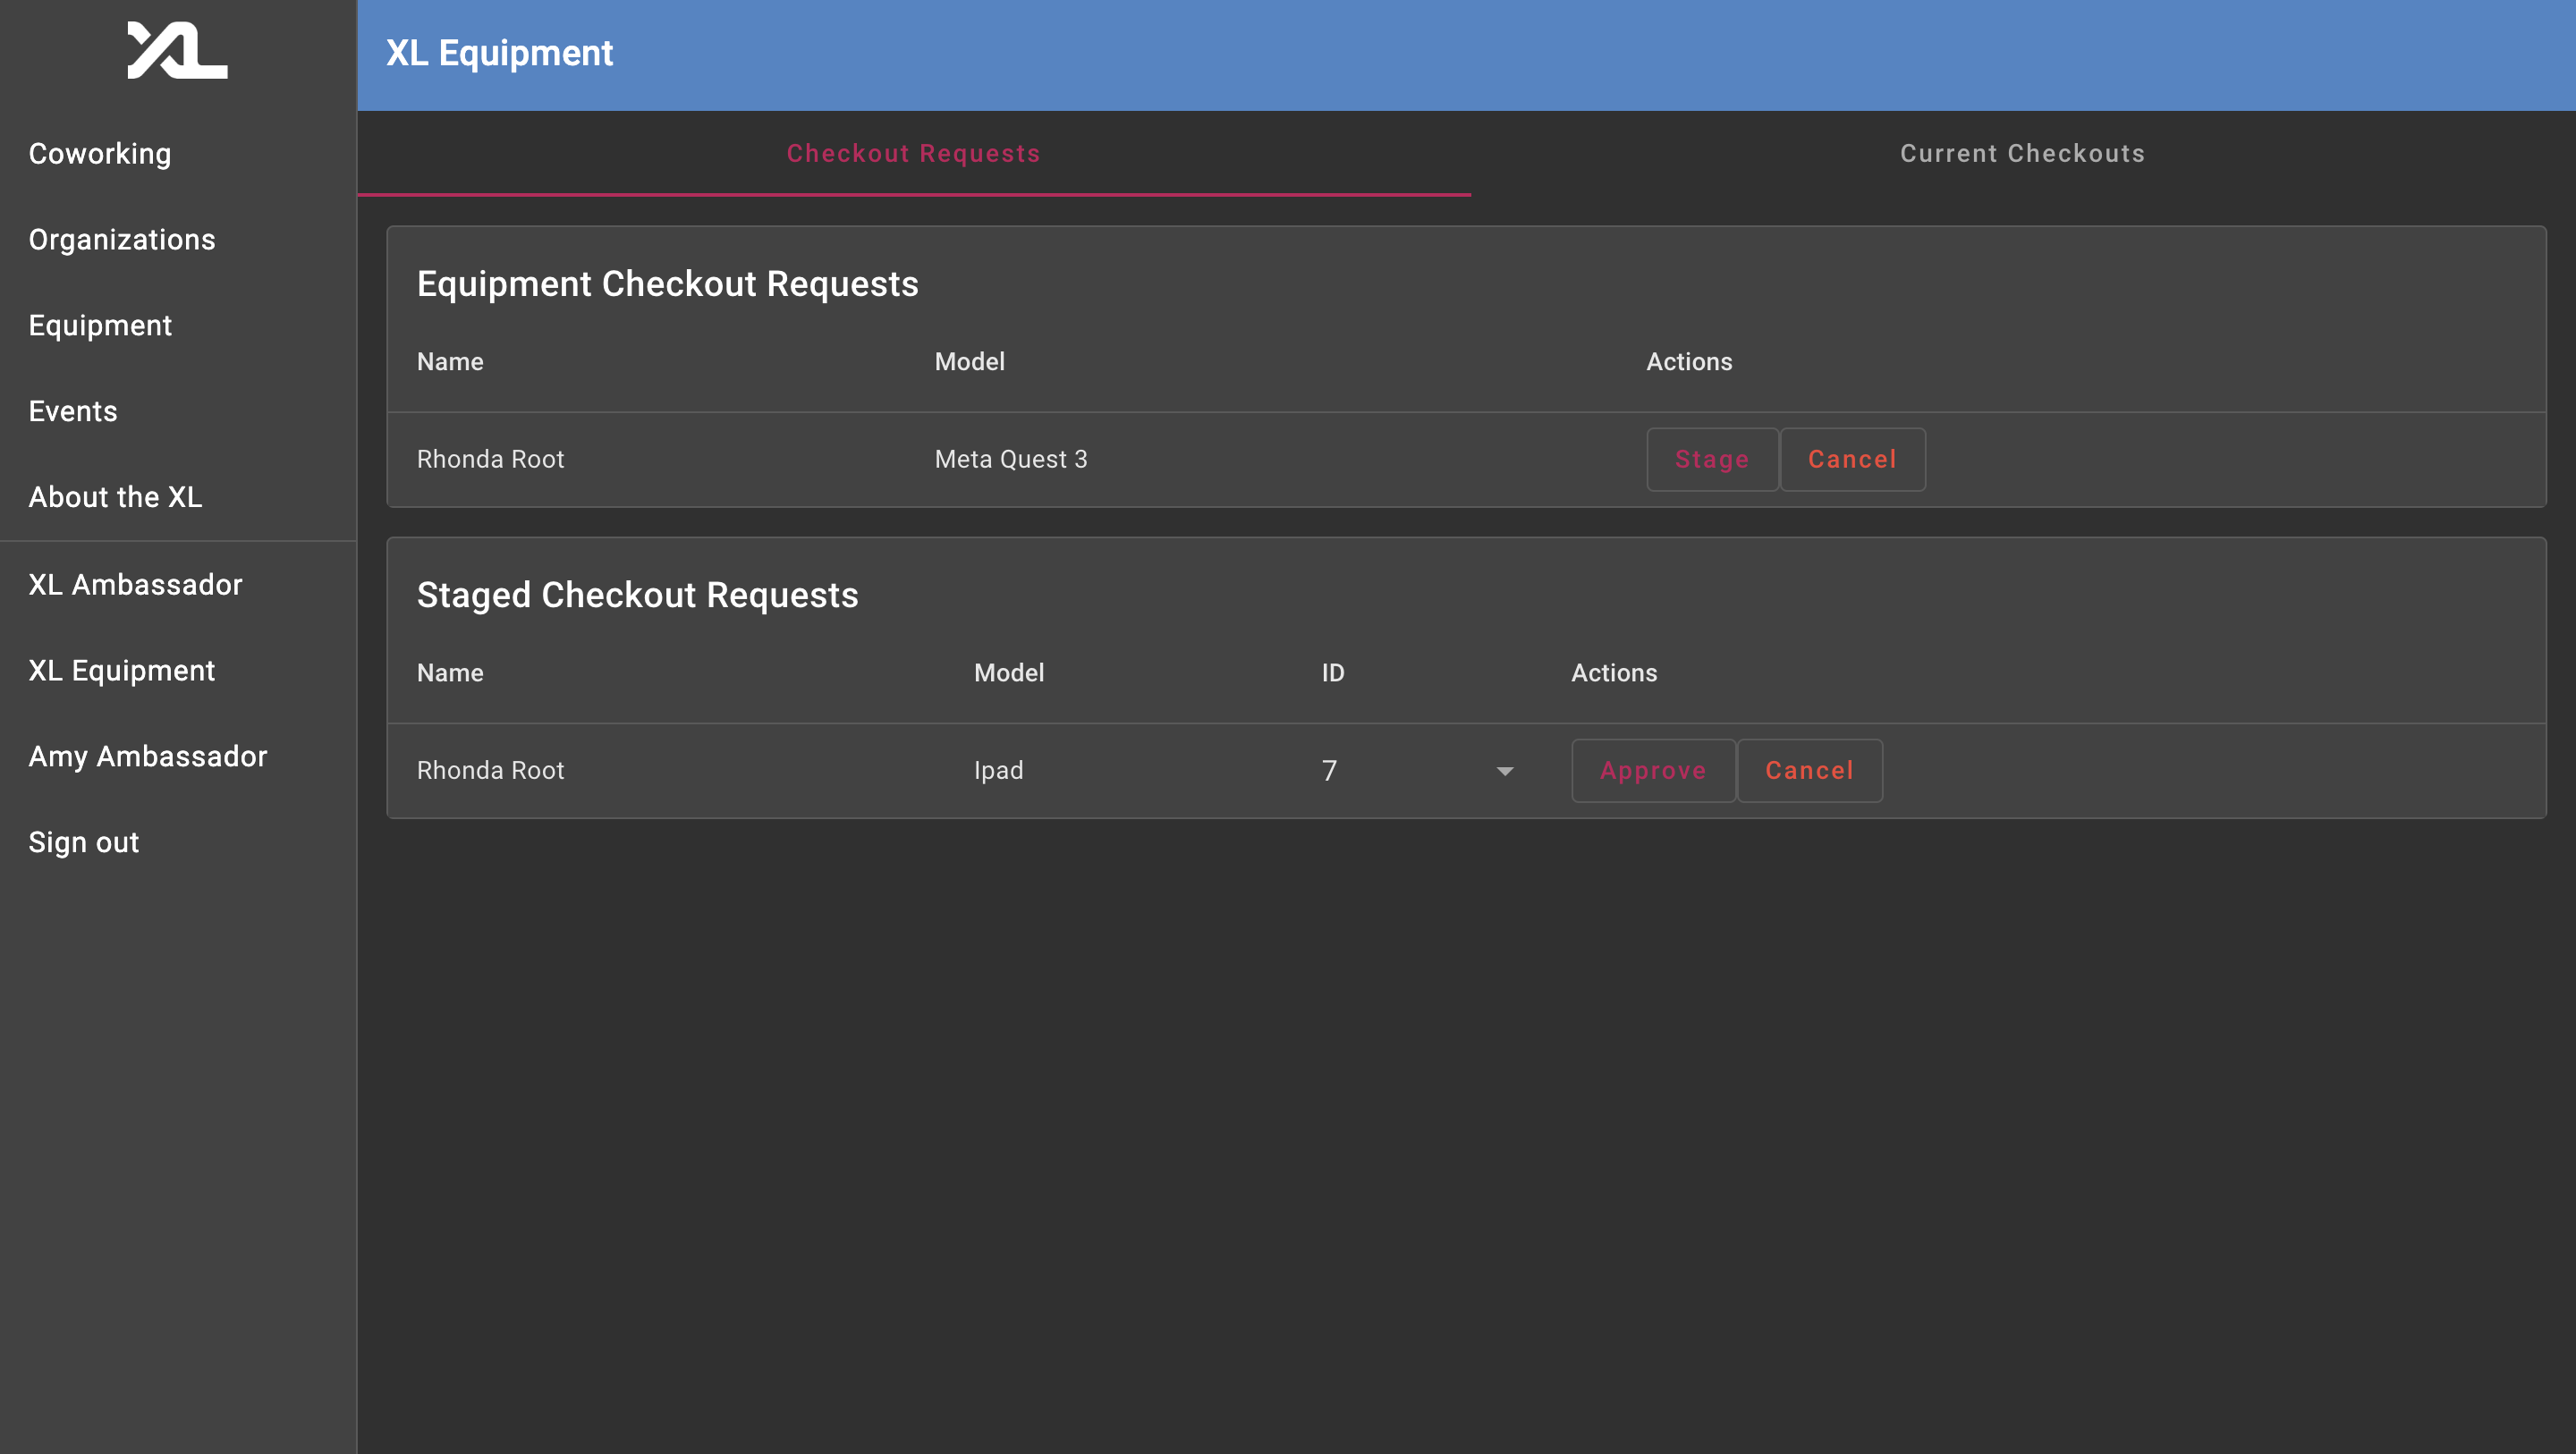 XL
Coworking
Organizations
Equipment
Events
About the XL
XL Ambassador
XL Equipment
Amy Ambassador
Sign out
XL Equipment
Checkout Requests Current Checkouts
Equipment Checkout Requests
Name Model Actions
Rhonda Root Meta Quest 3 Stage Cancel
Staged Checkout Requests
Name Model ID Actions
Rhonda Root Ipad 7 Approve Cancel